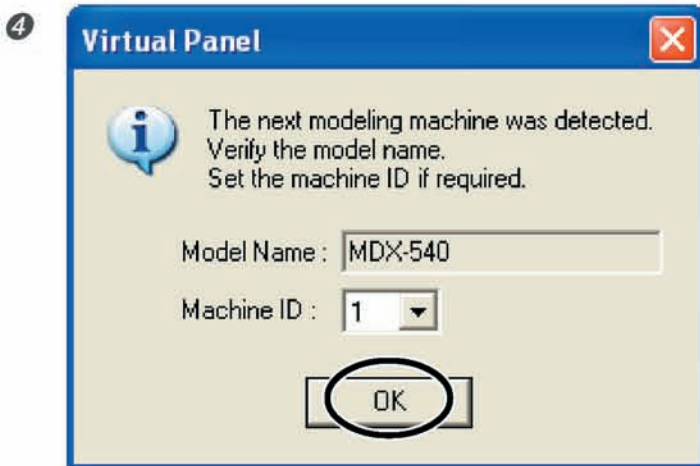 4
Virtual Panel
The next modeling machine was detected.
Verify the model name.
Set the machine ID if required.
Model Name : MDX-540
Machine ID : 1
OK